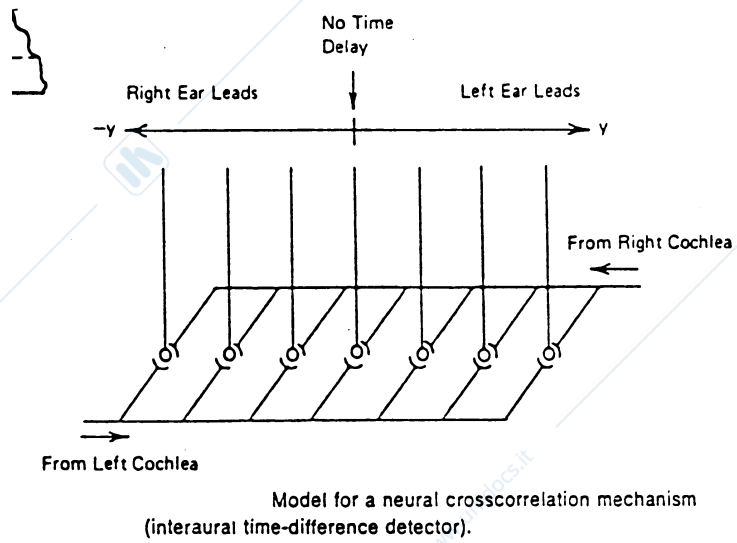 No Time
Delay
Right Ear Leads
Left Ear Leads
-y
y
From Right Cochlea
From Left Cochlea
Model for a neural crosscorrelation mechanism
(interaural time-difference detector).